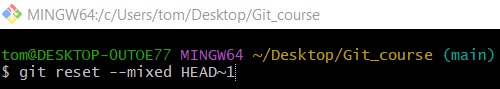 MINGW64:/c/Users/tom/Desktop/Git_course
tom@DESKTOP-OUTOE77 MINGW64 ~/Desktop/Git_course (main)
$ git reset --mixed HEAD~1